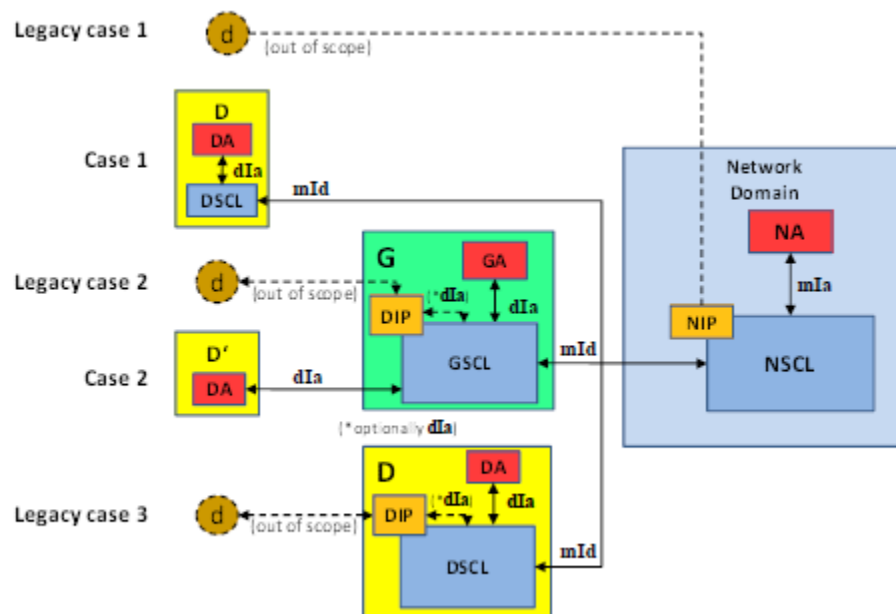 Legacy case 1
d
(out of scope)
D
DA
dIa
DSCL
Case 1
mId
Network
Domain
NA
mIa
NIP
NSCL
Legacy case 2
d
(out of scope)
G
GA
DIP
(*dIa)
dIa
GSCL
mId
Case 2
D'
DA
dIa
(*optionally dIa)
D
DA
Legacy case 3
d
(out of scope)
DIP
(*dIa)
dIa
DSCL
mId